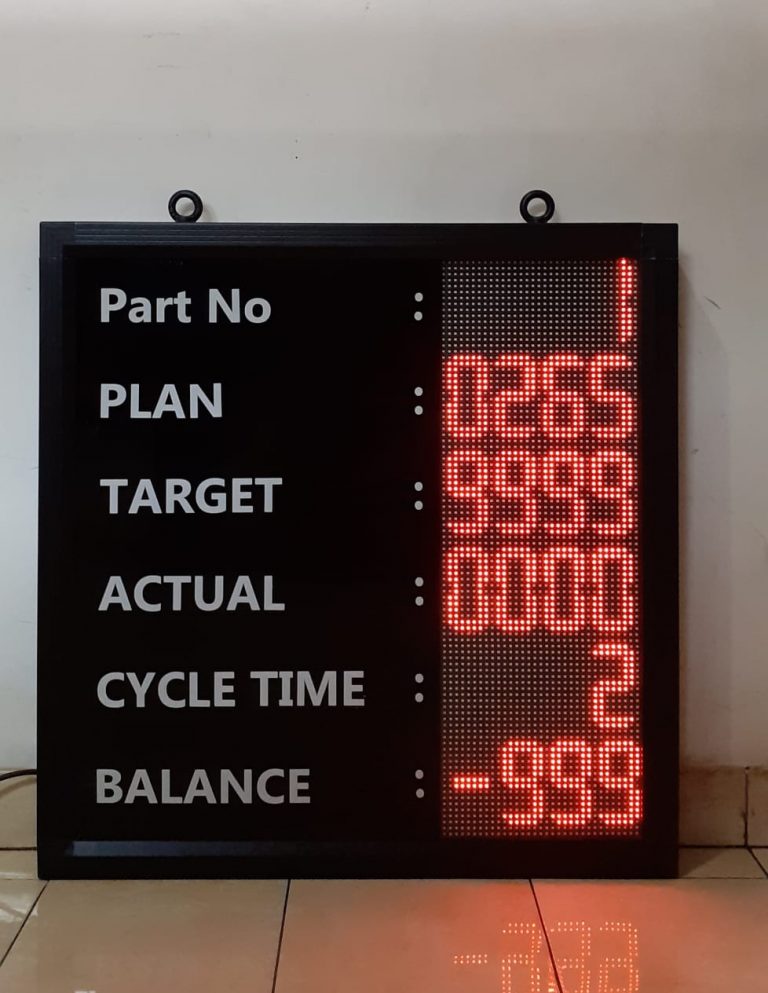 Part No : 1
PLAN : 0265
TARGET : 9999
ACTUAL : 0000
CYCLE TIME : 2
BALANCE : -999